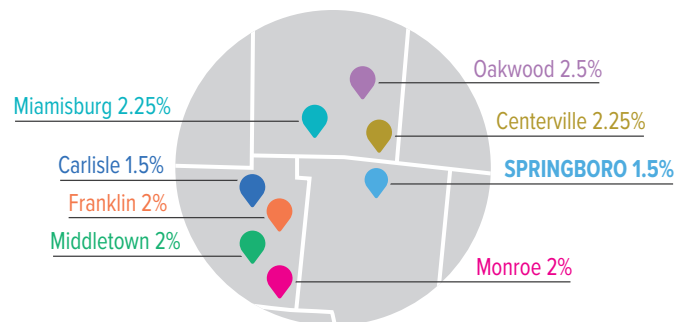 Oakwood 2.5%
Miamisburg 2.25%
Centerville 2.25%
Carlisle 1.5%
SPRINGBORO 1.5%
Franklin 2%
Middletown 2%
Monroe 2%